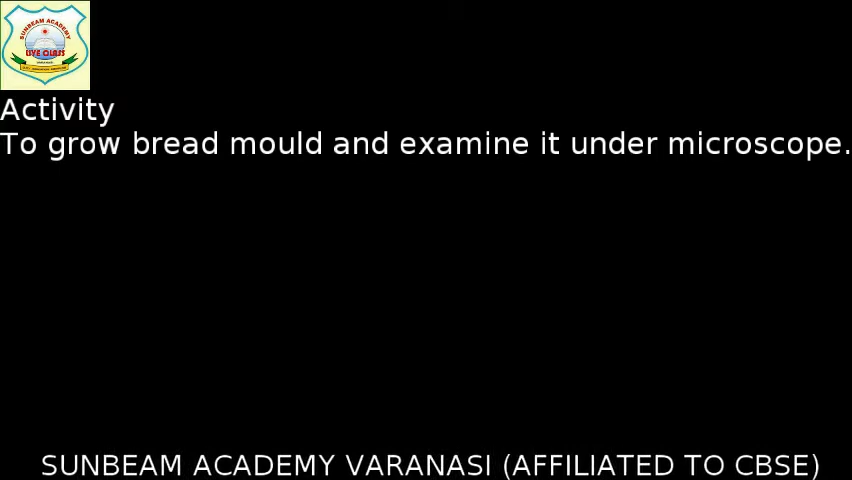 SUNBEAM ACADEMY
LIVE CLASS
Activity
To grow bread mould and examine it under microscope.
SUNBEAM ACADEMY VARANASI (AFFILIATED TO CBSE)